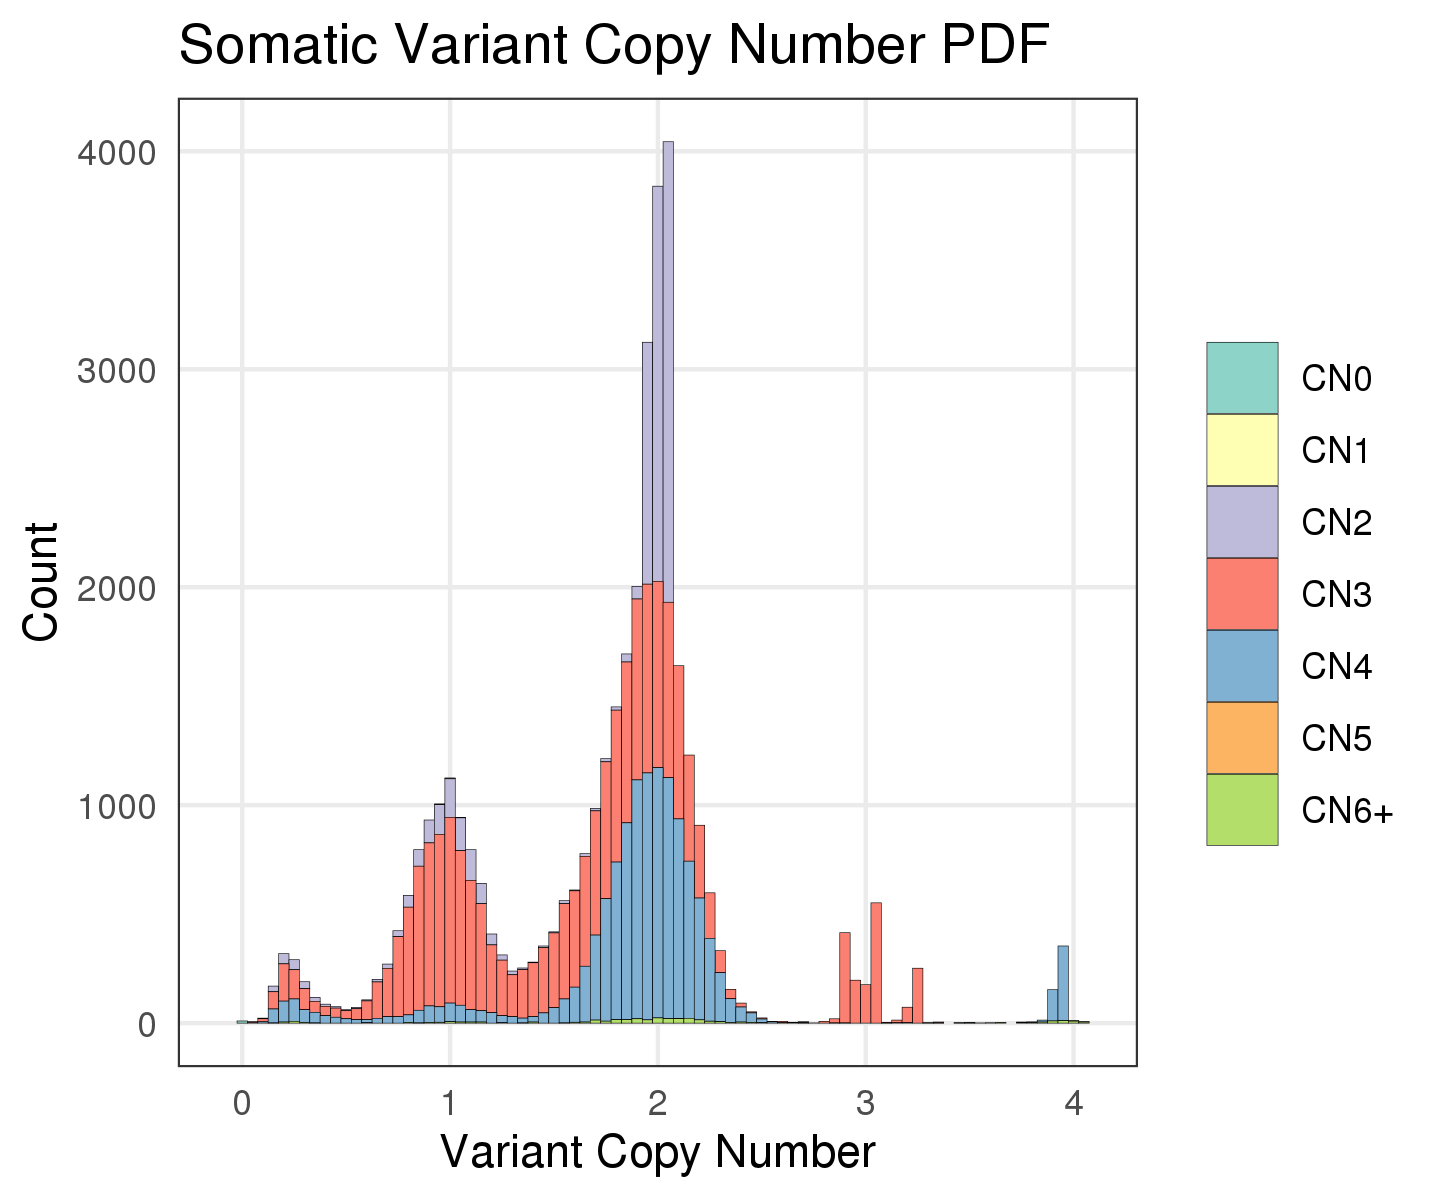 Somatic Variant Copy Number PDF
4000
3000
2000
1000
0
Count
0 1 2 3 4
Variant Copy Number
CN0
CN1
CN2
CN3
CN4
CN5
CN6+